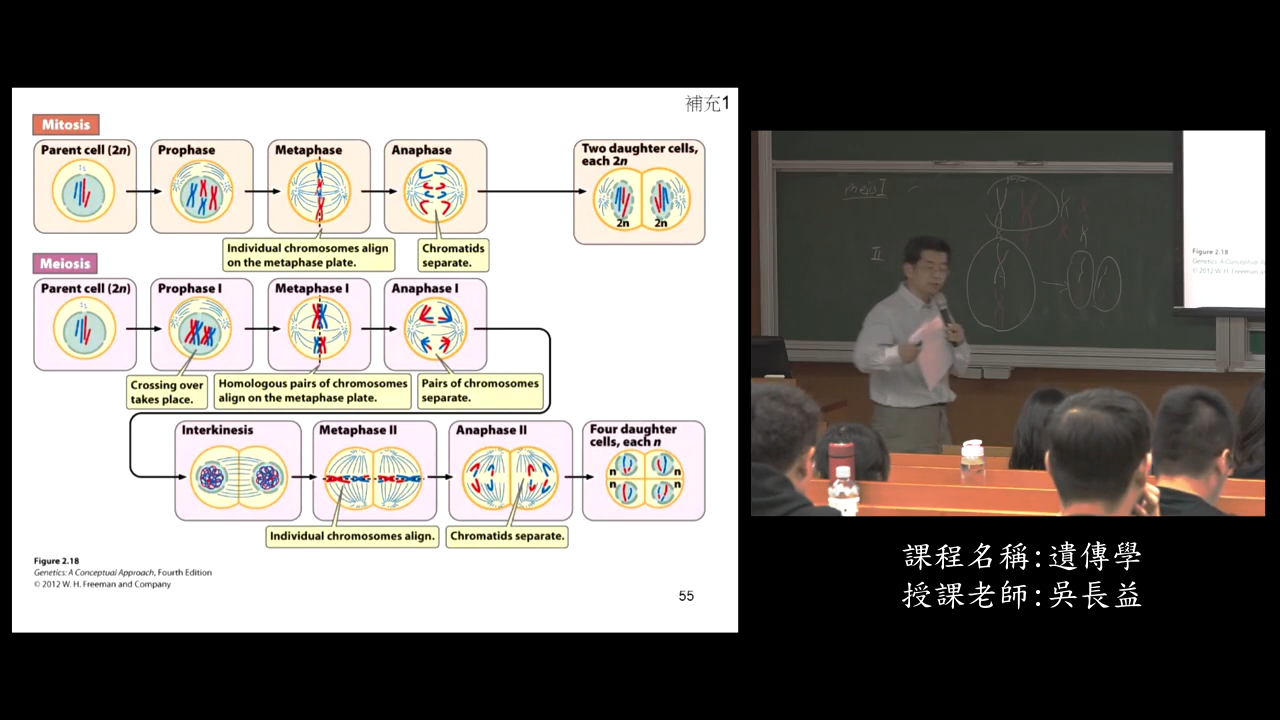 補充1
Mitosis
Parent cell (2n)
Prophase
Metaphase
Anaphase
Two daughter cells,
each 2n
2n
2n
Individual chromosomes align
on the metaphase plate.
Chromatids
separate.
Meiosis
Parent cell (2n)
Prophase I
Metaphase I
Anaphase I
Crossing over
takes place.
Homologous pairs of chromosomes
align on the metaphase plate.
Pairs of chromosomes
separate.
Interkinesis
Metaphase II
Anaphase II
Four daughter
cells, each n
n
n
n
n
Individual chromosomes align.
Chromatids separate.
Figure 2.18
Genetics: A Conceptual Approach, Fourth Edition
© 2012 W. H. Freeman and Company
55
II
Figure 2.18
Genetics: A Conceptual A
© 2012 W. H. Freeman a
課程名稱:遺傳學
授課老師:吳長益